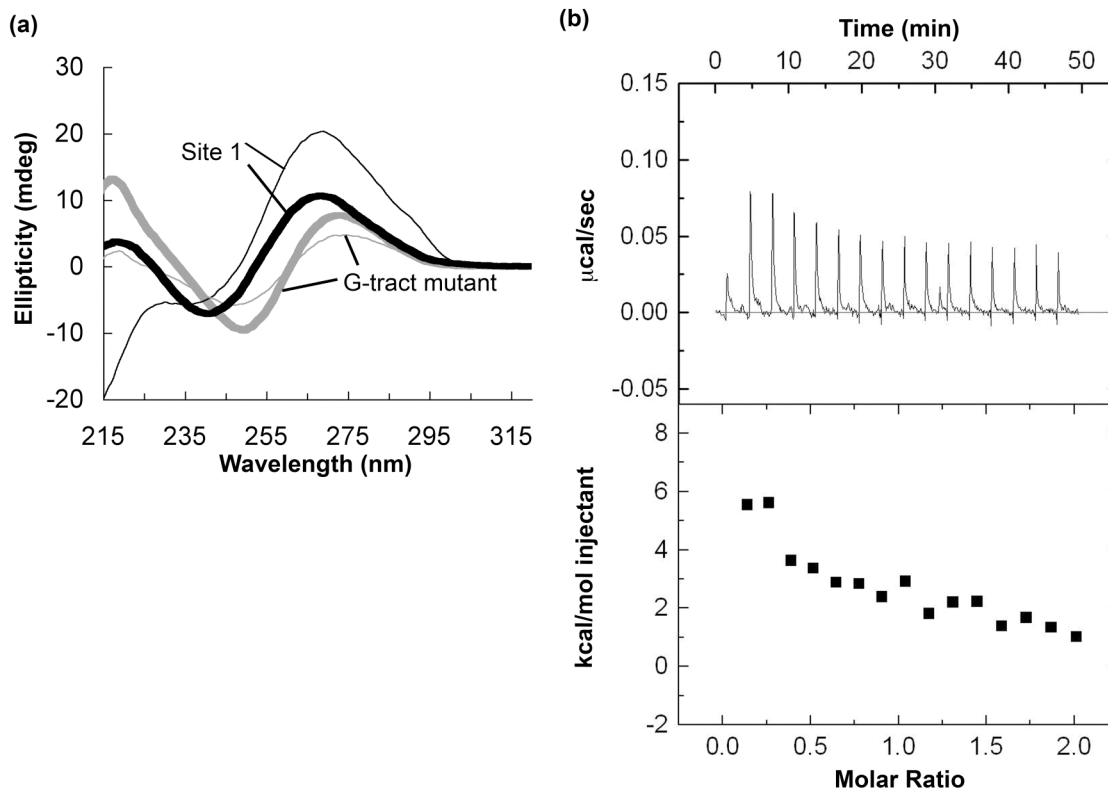 (a)
30
20
10
0
-10
-20
Ellipticity (mdeg)
Site 1
G-tract mutant
215 235 255 275 295 315
Wavelength (nm)
(b)
Time (min)
0 10 20 30 40 50
0.15
0.10
0.05
0.00
-0.05
μcal/sec
8
6
4
2
0
-2
kcal/mol injectant
0.0 0.5 1.0 1.5 2.0
Molar Ratio